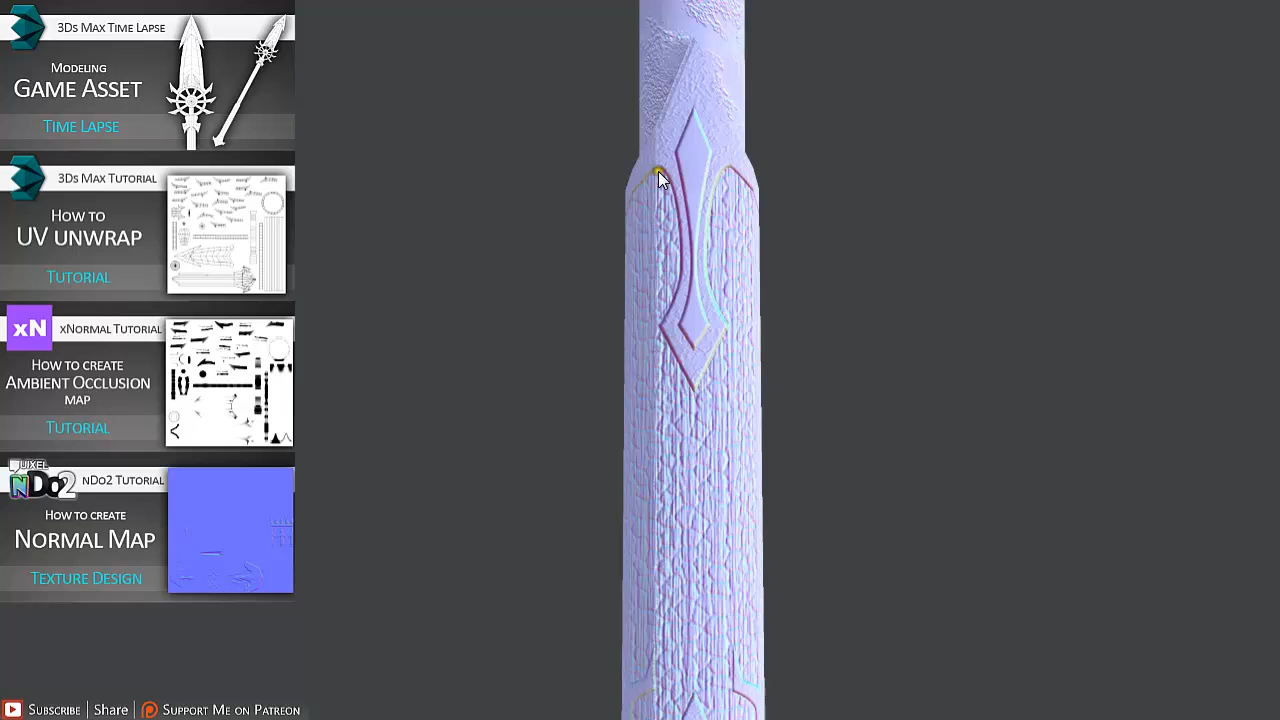 3Ds Max Time Lapse
Modeling
Game Asset
Time Lapse
3Ds Max Tutorial
How to
UV unwrap
Tutorial
xN
xNormal Tutorial
How to create
Ambient Occlusion
map
Tutorial
Quixel
nDo2
nDo2 Tutorial
How to create
Normal Map
Texture Design
Subscribe | Share | Support Me on Patreon